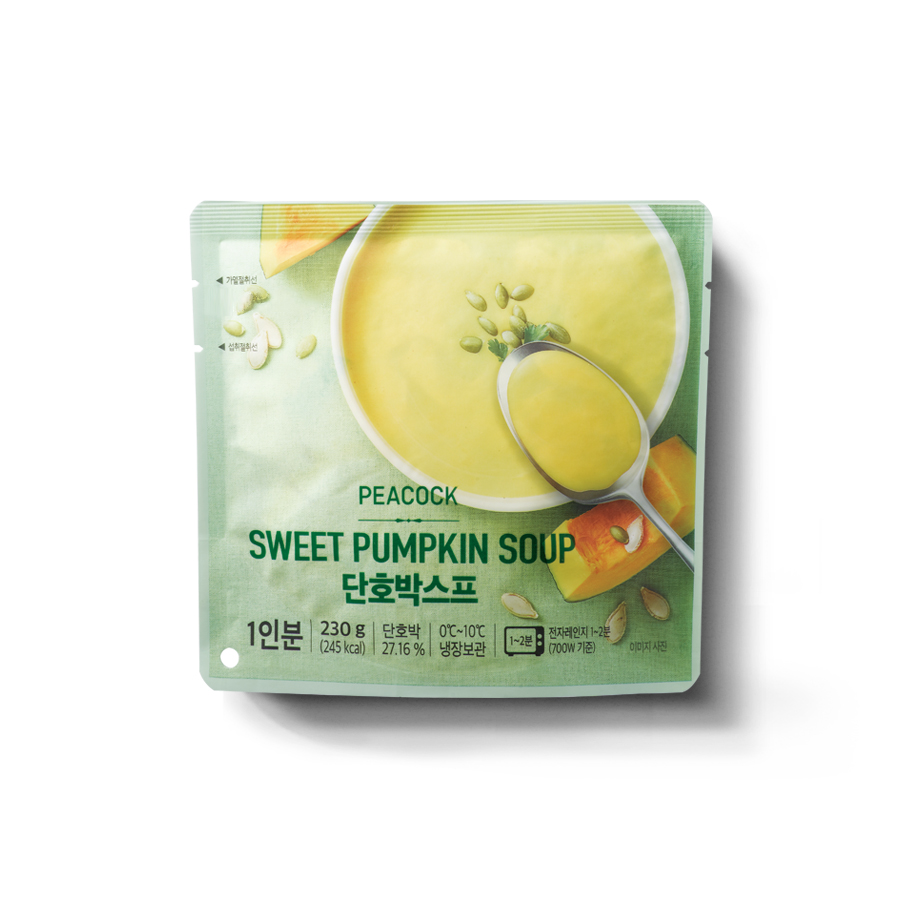 ◀ 가열절취선
◀ 섭취절취선
PEACOCK
SWEET PUMPKIN SOUP
단호박스프
1인분
230 g
(245 kcal)
단호박
27.16 %
0℃~10℃
냉장보관
1~2분
전자레인지 1~2분
(700W 기준)
이미지 사진